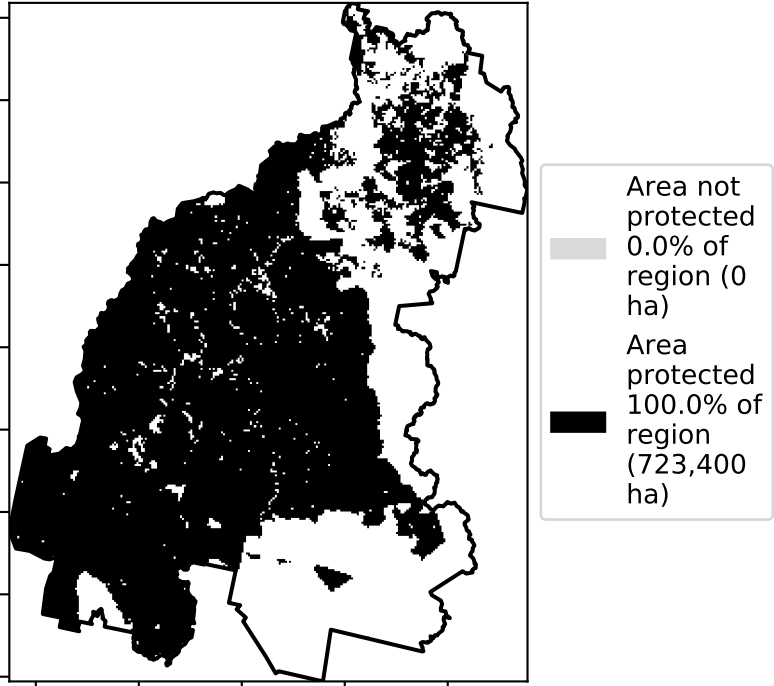 Area not
protected
0.0% of
region (0
ha)
Area
protected
100.0% of
region
(723,400
ha)